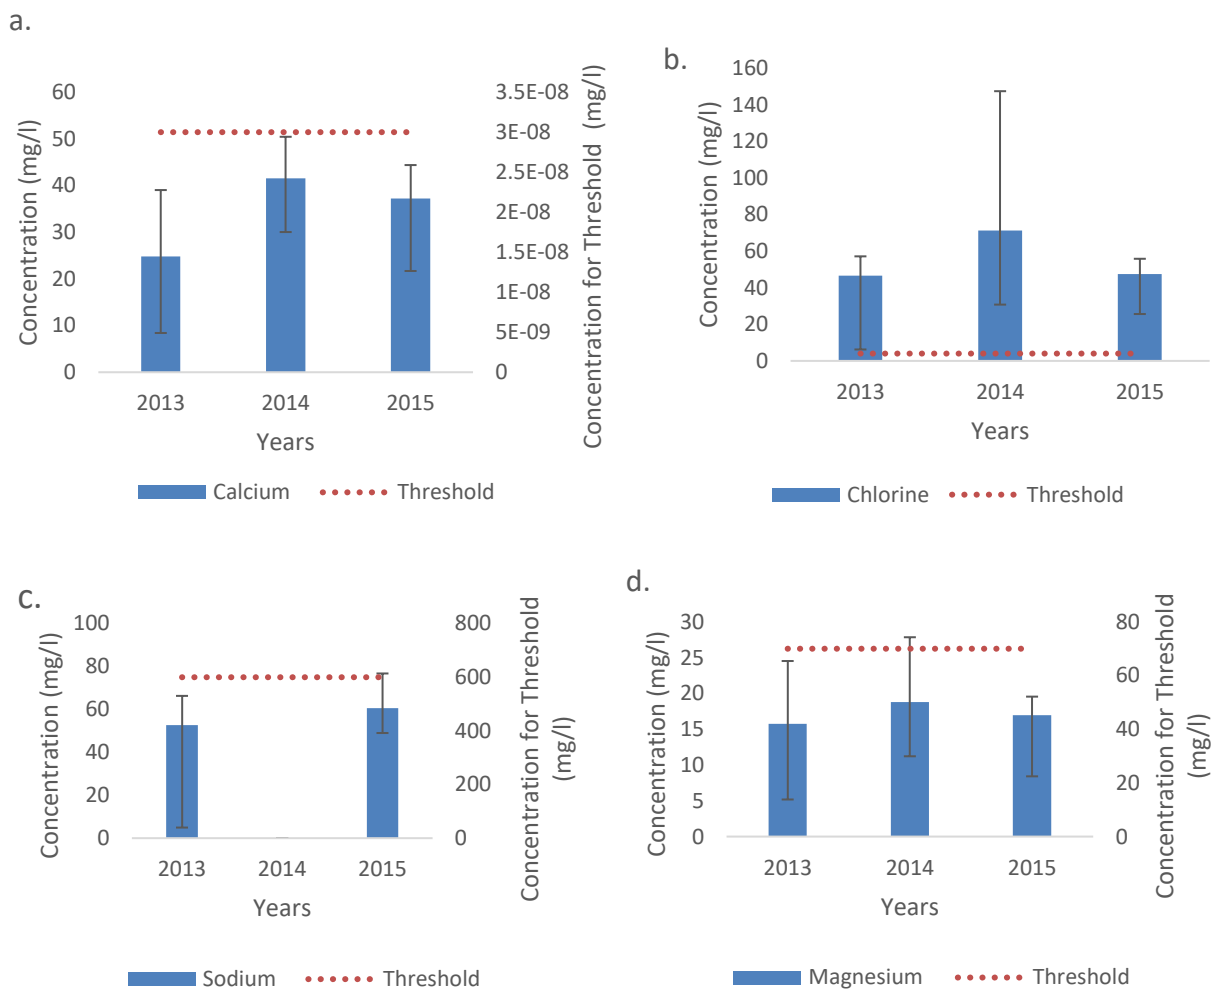 a.
Concentration (mg/l)
60
50
40
30
20
10
0
3.5E-08
3E-08
2.5E-08
2E-08
1.5E-08
1E-08
5E-09
0
Concentration for Threshold (mg/l)
2013 2014 2015
Years
Calcium Threshold
b.
Concentration (mg/l)
160
140
120
100
80
60
40
20
0
2013 2014 2015
Years
Chlorine Threshold
c.
Concentration (mg/l)
100
80
60
40
20
0
800
600
400
200
0
Concentration for Threshold
(mg/l)
2013 2014 2015
Years
Sodium Threshold
d.
Concentration (mg/l)
30
25
20
15
10
5
0
80
60
40
20
0
Concentration for Threshold
(mg/l)
2013 2014 2015
Years
Magnesium Threshold